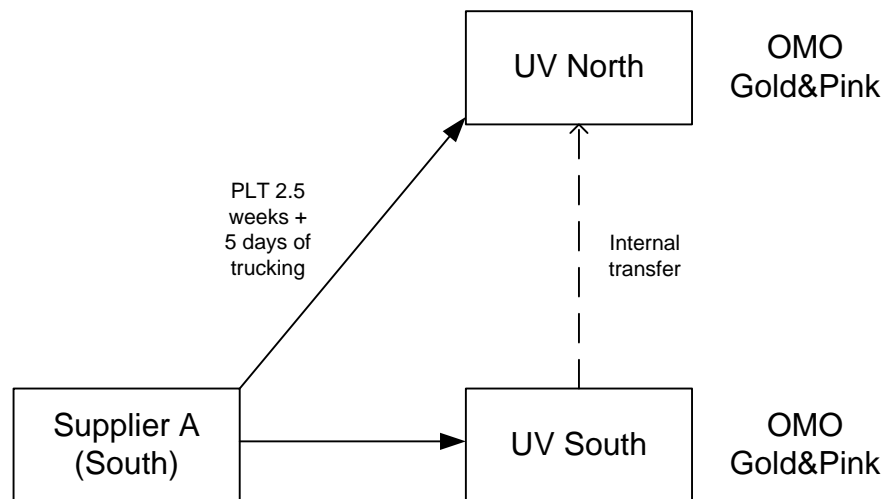 UV North
OMO
Gold&Pink
PLT 2.5
weeks +
5 days of
trucking
Internal
transfer
Supplier A
(South)
UV South
OMO
Gold&Pink